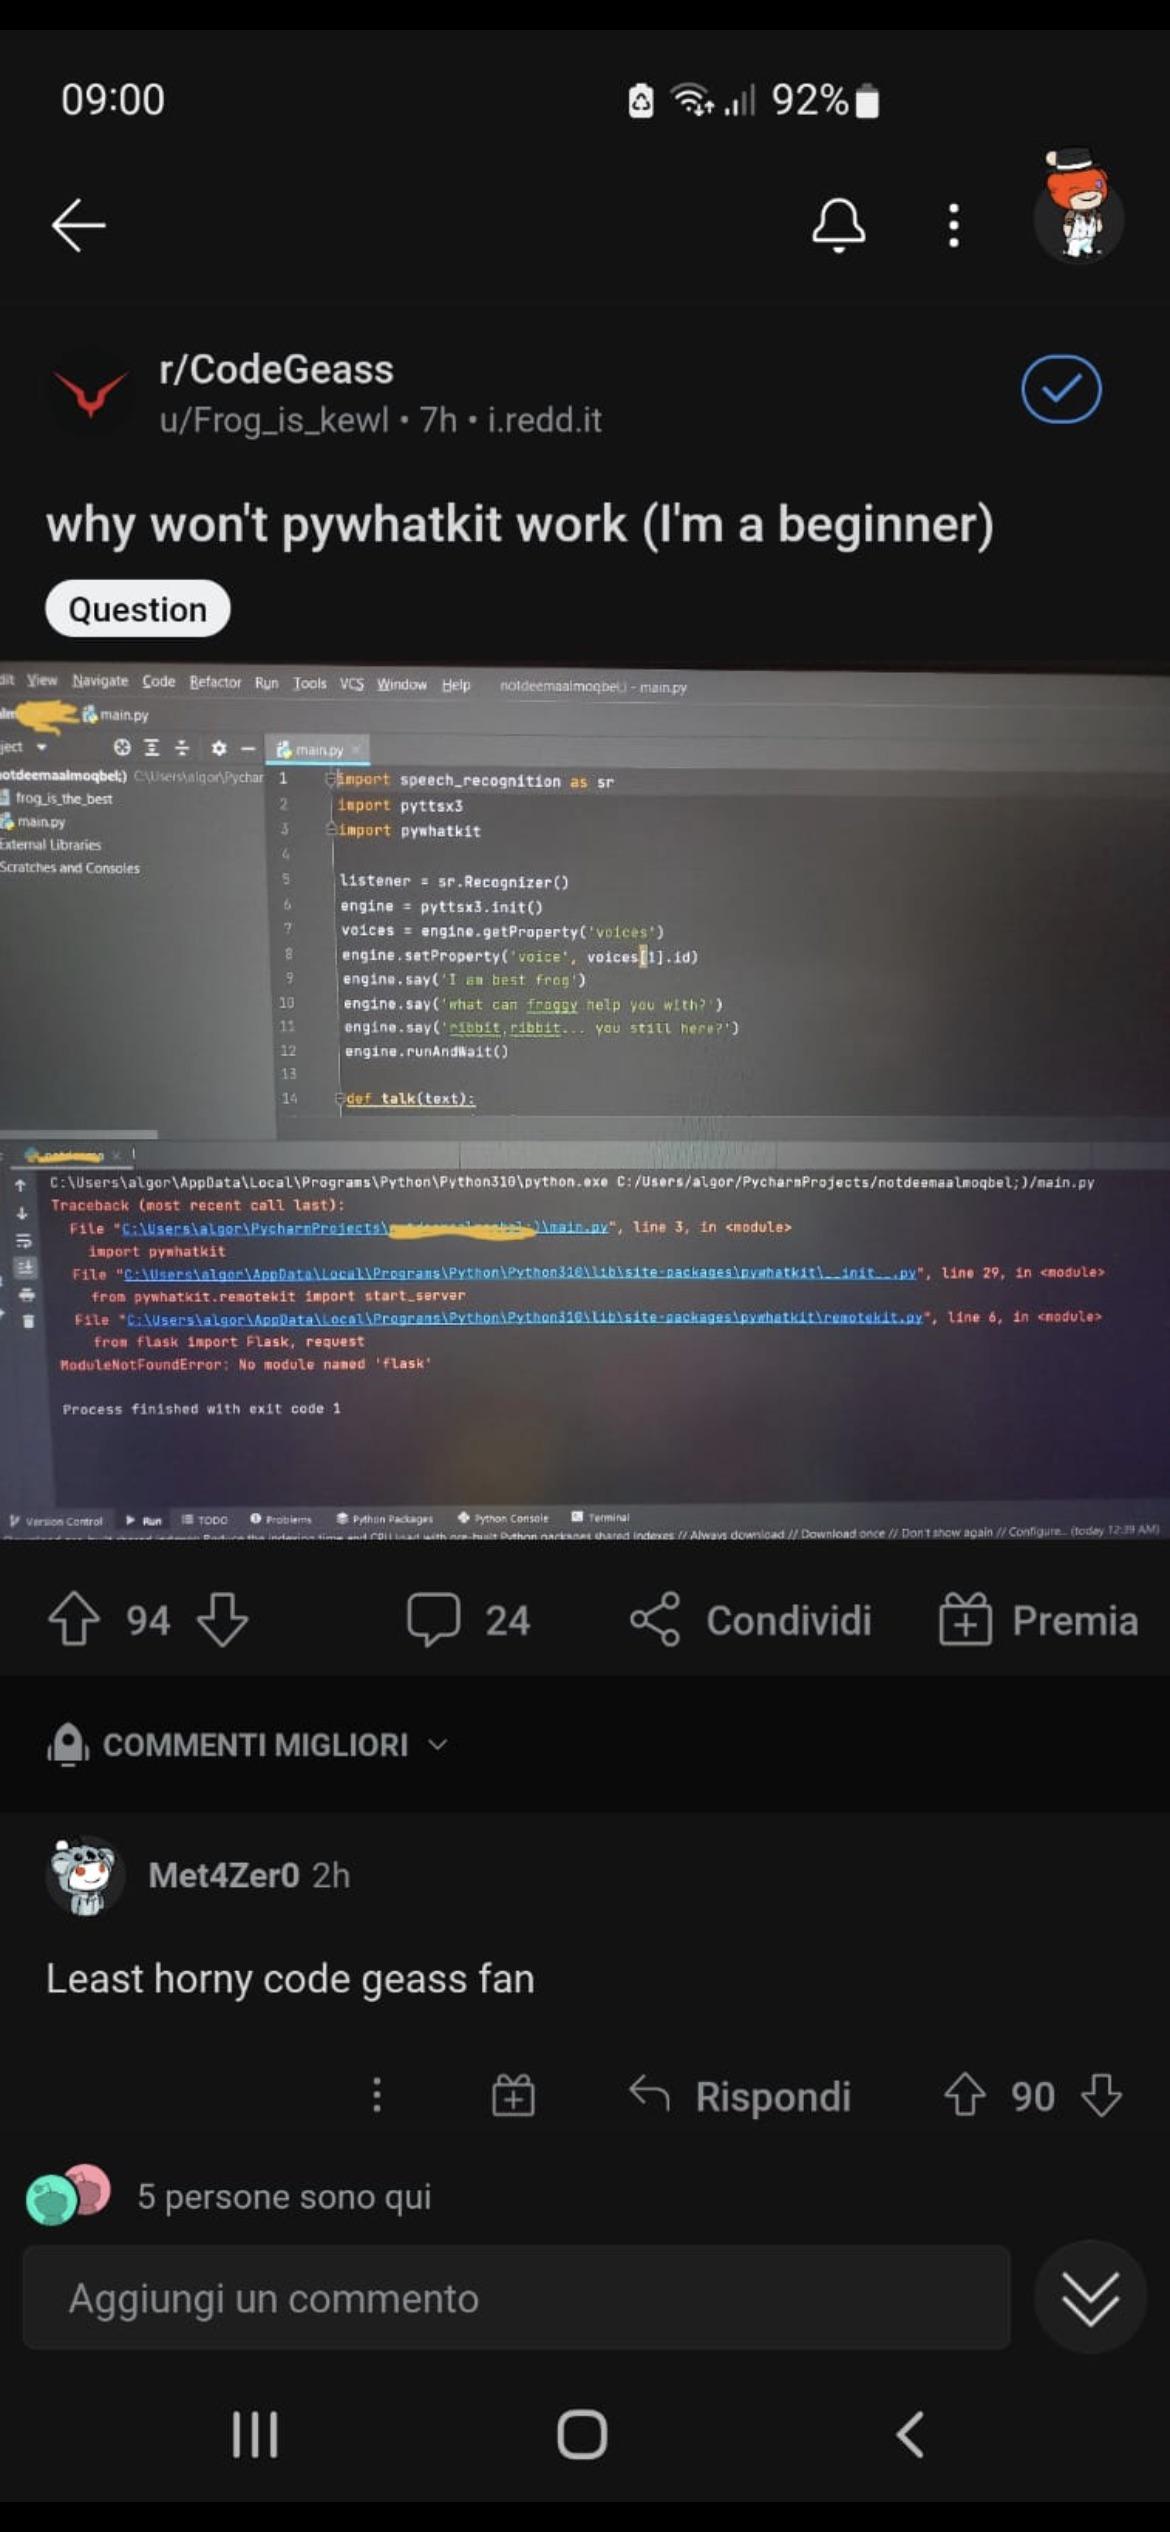 09:00
92%
r/CodeGeass
u/Frog_is_kewl • 7h • i.redd.it
why won't pywhatkit work (I'm a beginner)
Question
View Navigate Code Refactor Run Tools VCS Window Help notdeemaalmoqbel;) - main.py
main.py
main.py
otdeemaalmoqbel;) C:\Users\algor\Pychar
frog_is_the_best
main.py
External Libraries
Scratches and Consoles
1 import speech_recognition as sr
2 import pyttsx3
3 import pywhatkit
4
5 listener = sr.Recognizer()
6 engine = pyttsx3.init()
7 voices = engine.getProperty('voices')
8 engine.setProperty('voice', voices[1].id)
9 engine.say('I am best frog')
10 engine.say('what can froggy help you with?')
11 engine.say('ribbit,ribbit... you still here?')
12 engine.runAndWait()
13
14 def talk(text):
C:\Users\algor\AppData\Local\Programs\Python\Python310\python.exe C:/Users/algor/PycharmProjects/notdeemaalmoqbel;)/main.py
Traceback (most recent call last):
File "C:\Users\algor\PycharmProjects\ )\main.py", line 3, in <module>
import pywhatkit
File "C:\Users\algor\AppData\Local\Programs\Python\Python310\lib\site-packages\pywhatkit\__init__.py", line 29, in <module>
from pywhatkit.remotekit import start_server
File "C:\Users\algor\AppData\Local\Programs\Python\Python310\lib\site-packages\pywhatkit\remotekit.py", line 6, in <module>
from flask import Flask, request
ModuleNotFoundError: No module named 'flask'
Process finished with exit code 1
Version Control Run TODO Problems Python Packages Python Console Terminal
Reduce the indexing time and CPU load with pre-built Python packages shared indexes // Always download // Download once // Don't show again // Configure... (today 12:39 AM)
94 24 Condividi Premia
COMMENTI MIGLIORI
Met4Zer0 2h
Least horny code geass fan
Rispondi 90
5 persone sono qui
Aggiungi un commento